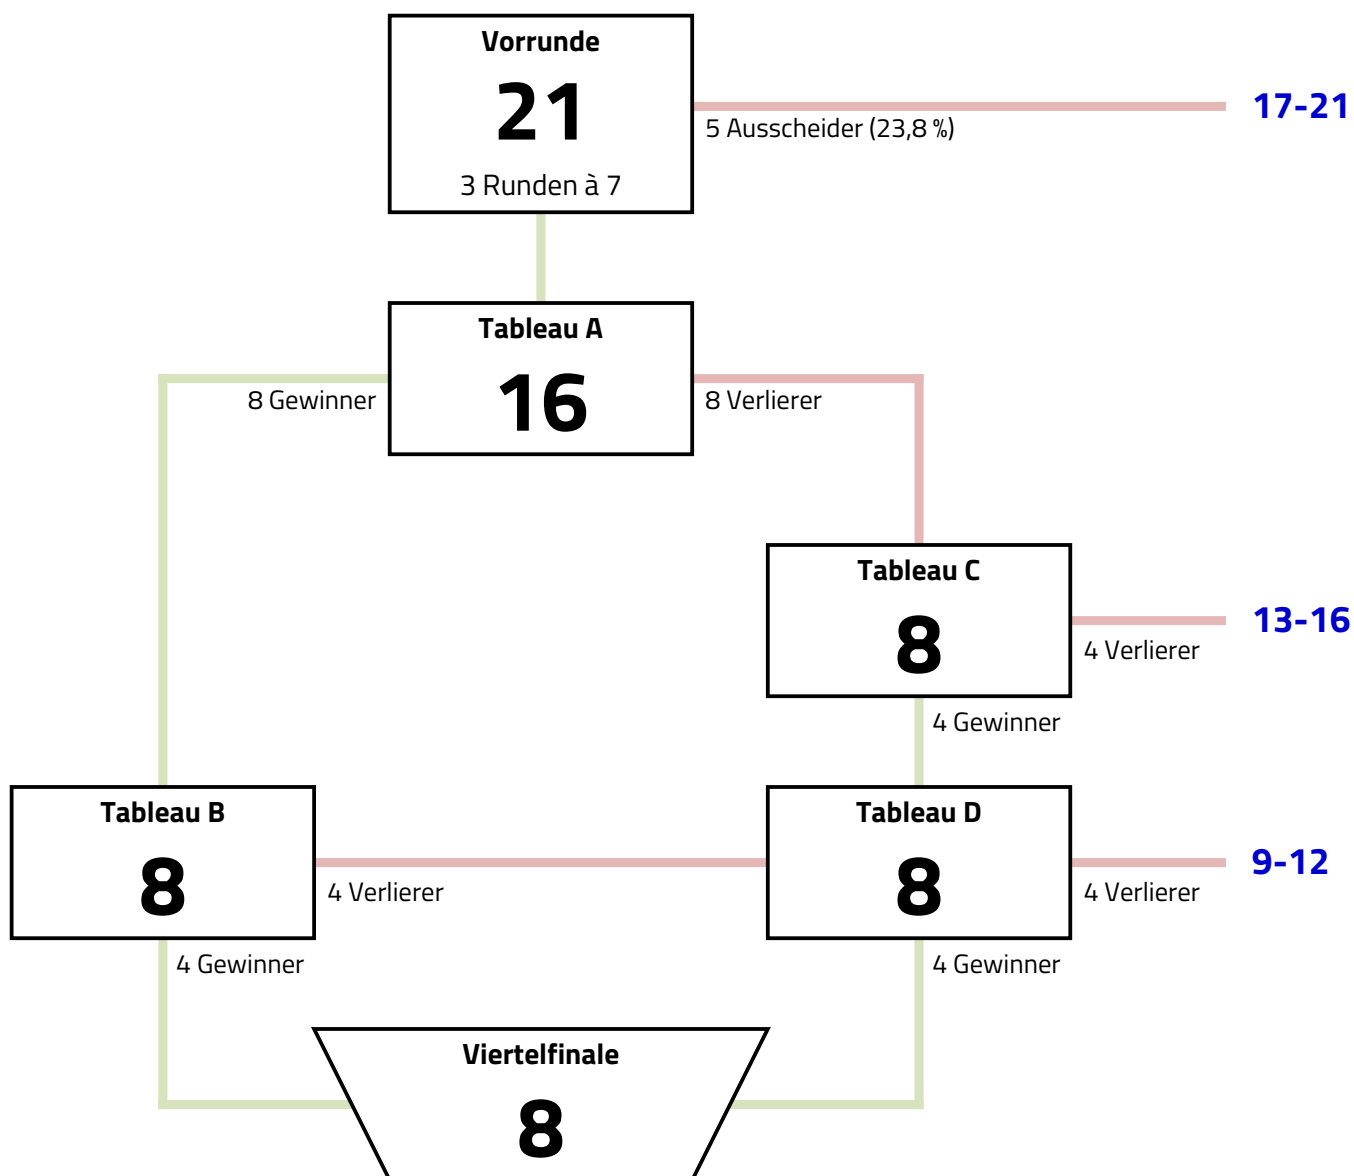 Vorrunde
21
3 Runden à 7
5 Ausscheider (23,8 %)
17-21
Tableau A
16
8 Gewinner
8 Verlierer
Tableau C
8
4 Verlierer
13-16
4 Gewinner
Tableau B
8
4 Verlierer
4 Gewinner
Tableau D
8
4 Verlierer
9-12
4 Gewinner
Viertelfinale
8